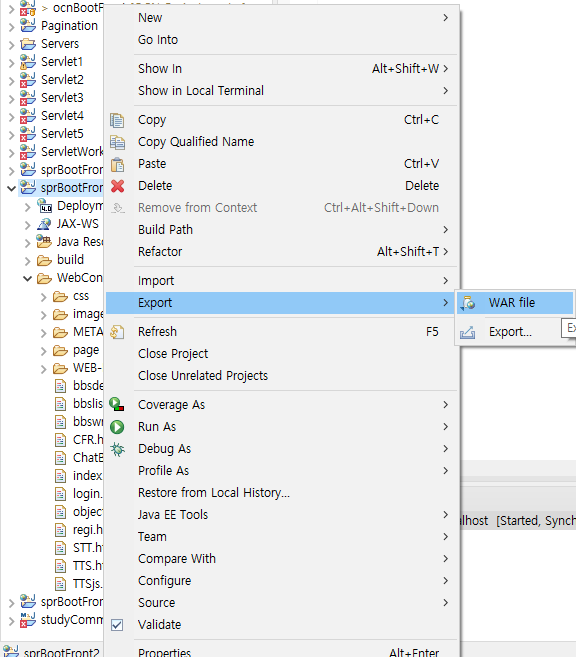 > ocnBootF
Pagination
Servers
Servlet1
Servlet2
Servlet3
Servlet4
Servlet5
ServletWork
sprBootFron
sprBootFron
Deploym
JAX-WS
Java Reso
build
WebCon
css
image
META
page
WEB-
bbsde
bbslis
bbswr
CFR.h
ChatB
index
login.
object
regi.h
STT.ht
TTS.h
TTSjs.
sprBootFron
studyComm
sprBootFront2
New
Go Into
Show In Alt+Shift+W
Show in Local Terminal
Copy Ctrl+C
Copy Qualified Name
Paste Ctrl+V
Delete Delete
Remove from Context Ctrl+Alt+Shift+Down
Build Path
Refactor Alt+Shift+T
Import
Export
Refresh F5
Close Project
Close Unrelated Projects
Coverage As
Run As
Debug As
Profile As
Restore from Local History...
Java EE Tools
Team
Compare With
Configure
Source
Validate
Properties Alt+Enter
WAR file
Export...
Ex
lhost [Started, Synch